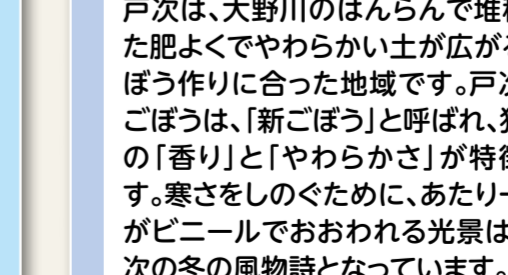 戸次は、大野川のはんらんで堆
た肥よくでやわらかい土が広が
ぼう作りに合った地域です。戸
ごぼうは、「新ごぼう」と呼ばれ、
の「香り」と「やわらかさ」が特
す。寒さをしのぐために、あたり
がビニールでおおわれる光景は
次の冬の風物詩となっています。